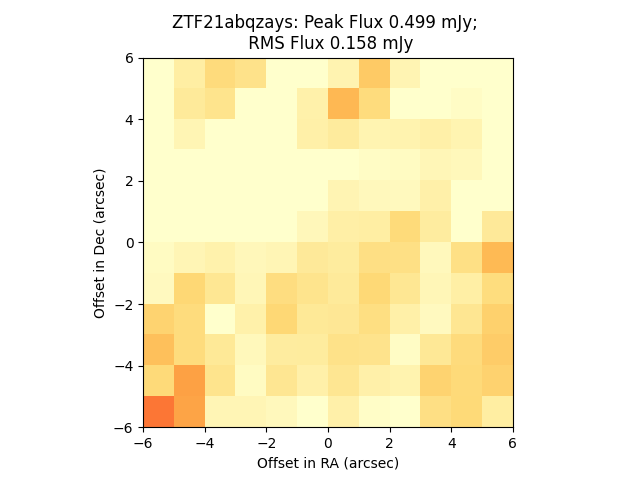 ZTF21abqzays: Peak Flux 0.499 mJy;
RMS Flux 0.158 mJy
6
4
2
0
−2
−4
−6
Offset in Dec (arcsec)
−6 −4 −2 0 2 4 6
Offset in RA (arcsec)